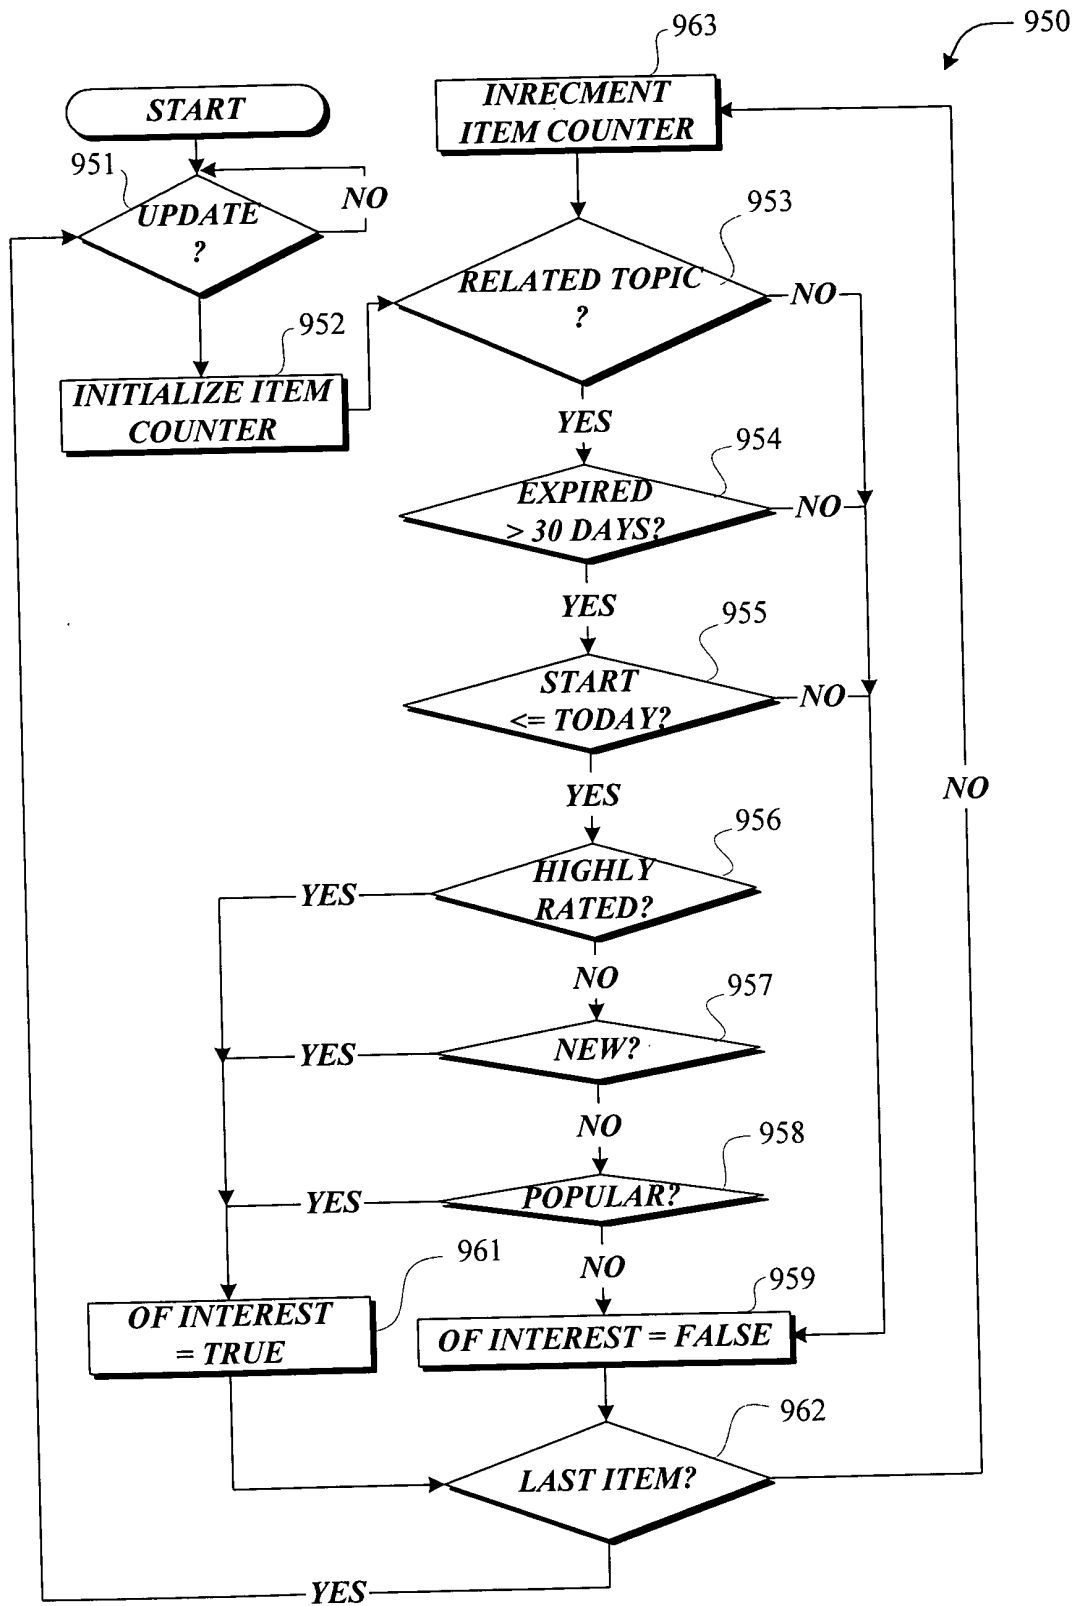 950
963
INRECMENT
ITEM COUNTER
START
951
UPDATE
?
NO
953
RELATED TOPIC
?
NO
952
INITIALIZE ITEM
COUNTER
YES
954
EXPIRED
> 30 DAYS?
NO
YES
955
START
<= TODAY?
NO
YES
NO
956
HIGHLY
RATED?
YES
NO
957
NEW?
YES
NO
958
POPULAR?
YES
NO
961
OF INTEREST
= TRUE
959
OF INTEREST = FALSE
962
LAST ITEM?
YES